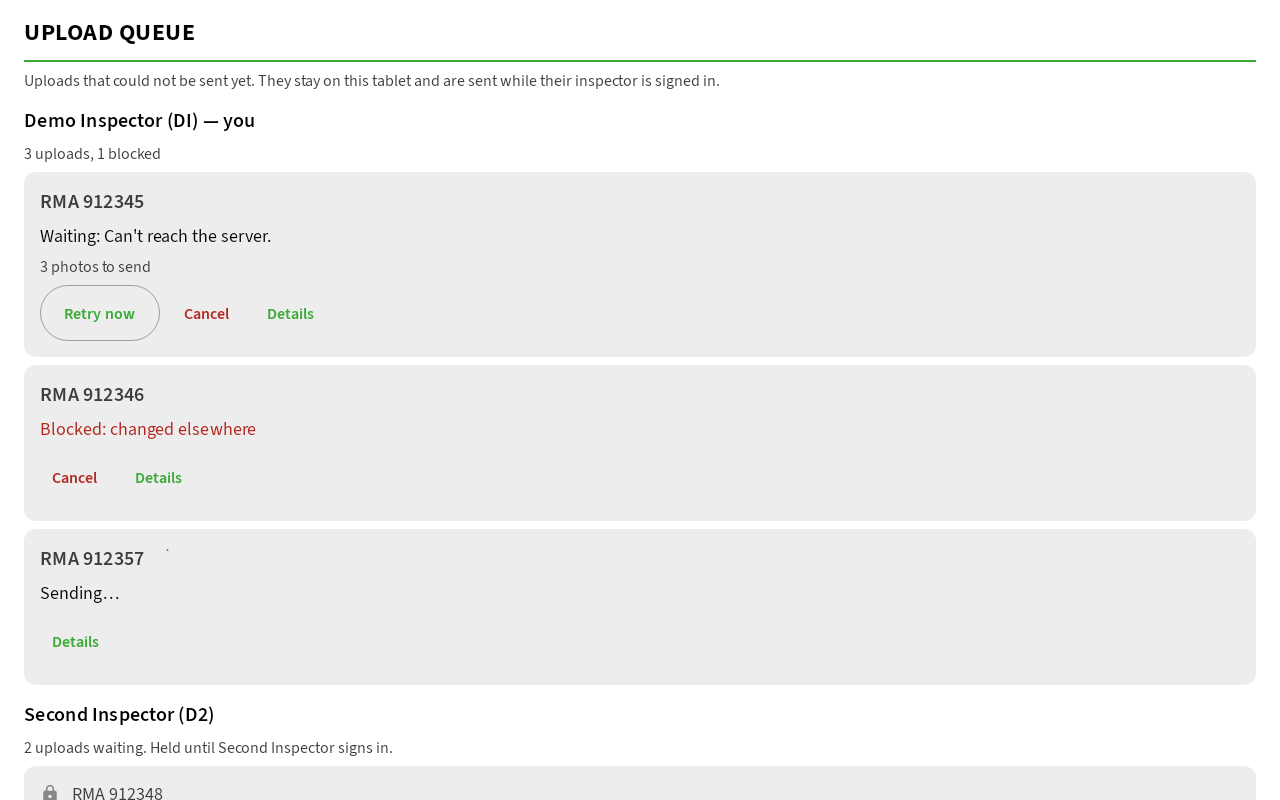 UPLOAD QUEUE
Uploads that could not be sent yet. They stay on this tablet and are sent while their inspector is signed in.
Demo Inspector (DI) — you
3 uploads, 1 blocked
RMA 912345
Waiting: Can't reach the server.
3 photos to send
Retry now Cancel Details
RMA 912346
Blocked: changed elsewhere
Cancel Details
RMA 912357
Sending…
Details
Second Inspector (D2)
2 uploads waiting. Held until Second Inspector signs in.
RMA 912348